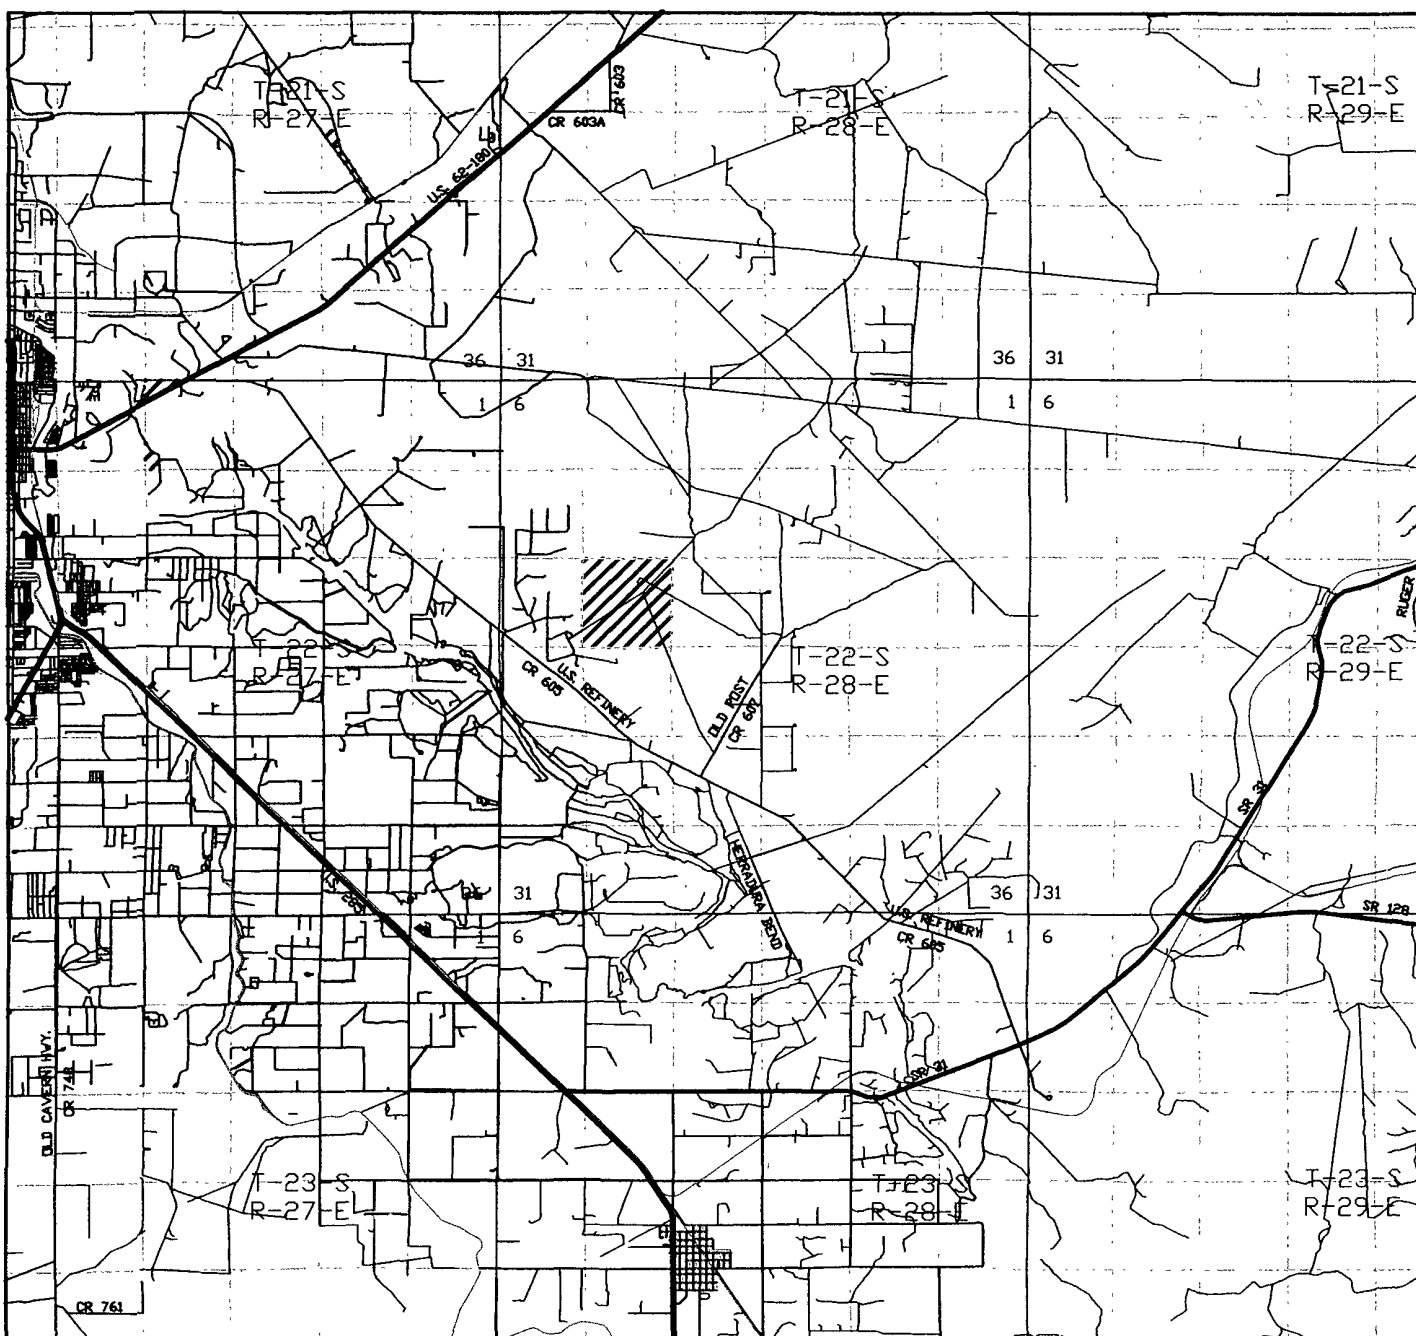 T-21-S
R-27-E
CR 603
CR 603A
U.S. 62-180
T-21-S
R-28-E
T-21-S
R-29-E
36 31
1 6
36 31
1 6
RUGER
T-22-S
R-27-E
U.S. REFINERY
CR 605
OLD POST
CR 607
T-22-S
R-28-E
T-22-S
R-29-E
SR 31
HERRADURA BEND
U.S. 285
36 31
1 6
36 31
1 6
U.S. REFINERY
CR 605
SR 128
OLD CAVERN HWY.
CR 748
SR 31
T-23-S
R-27-E
T-23-S
R-28-E
T-23-S
R-29-E
CR 761